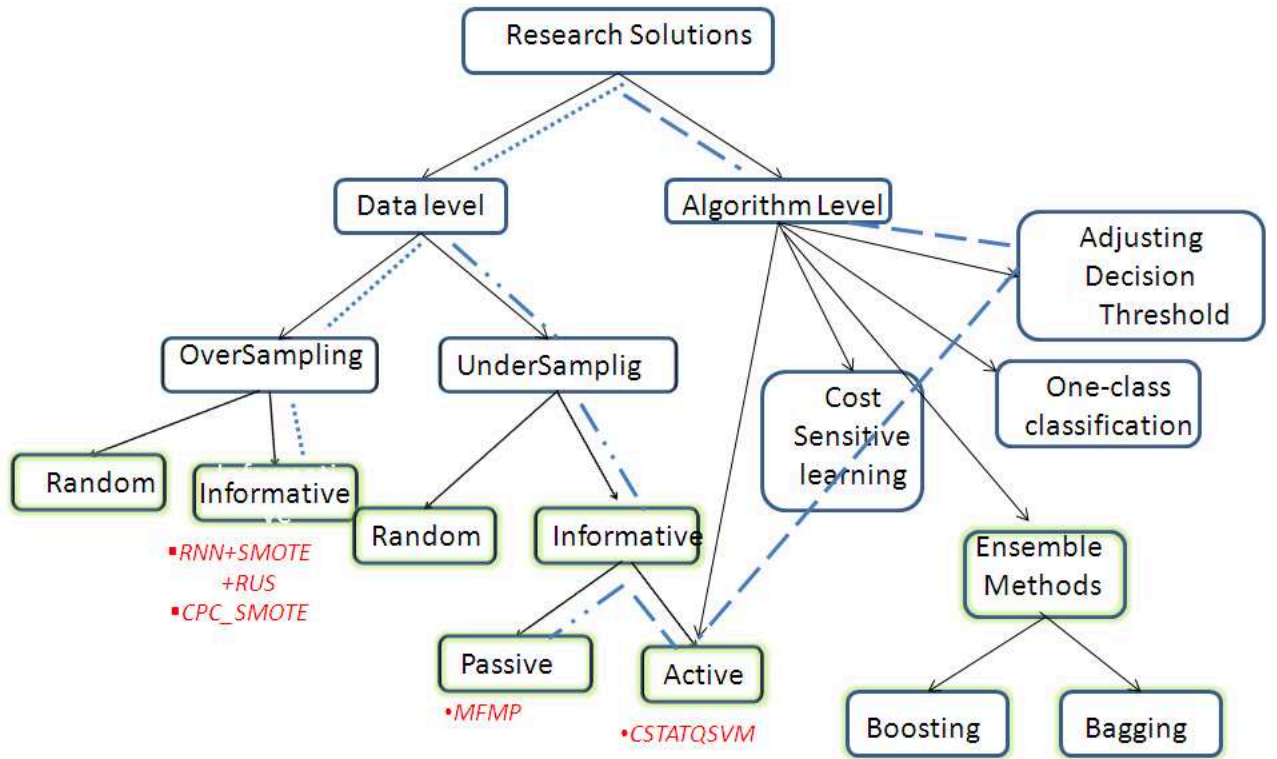 Research Solutions
Data level
Algorithm Level
Adjusting
Decision
Threshold
OverSampling
UnderSamplig
Cost
Sensitive
learning
One-class
classification
Random
Informative
Random
Informative
Ensemble
Methods
▪RNN+SMOTE
+RUS
▪CPC_SMOTE
Passive
Active
•MFMP
•CSTATQSVM
Boosting
Bagging